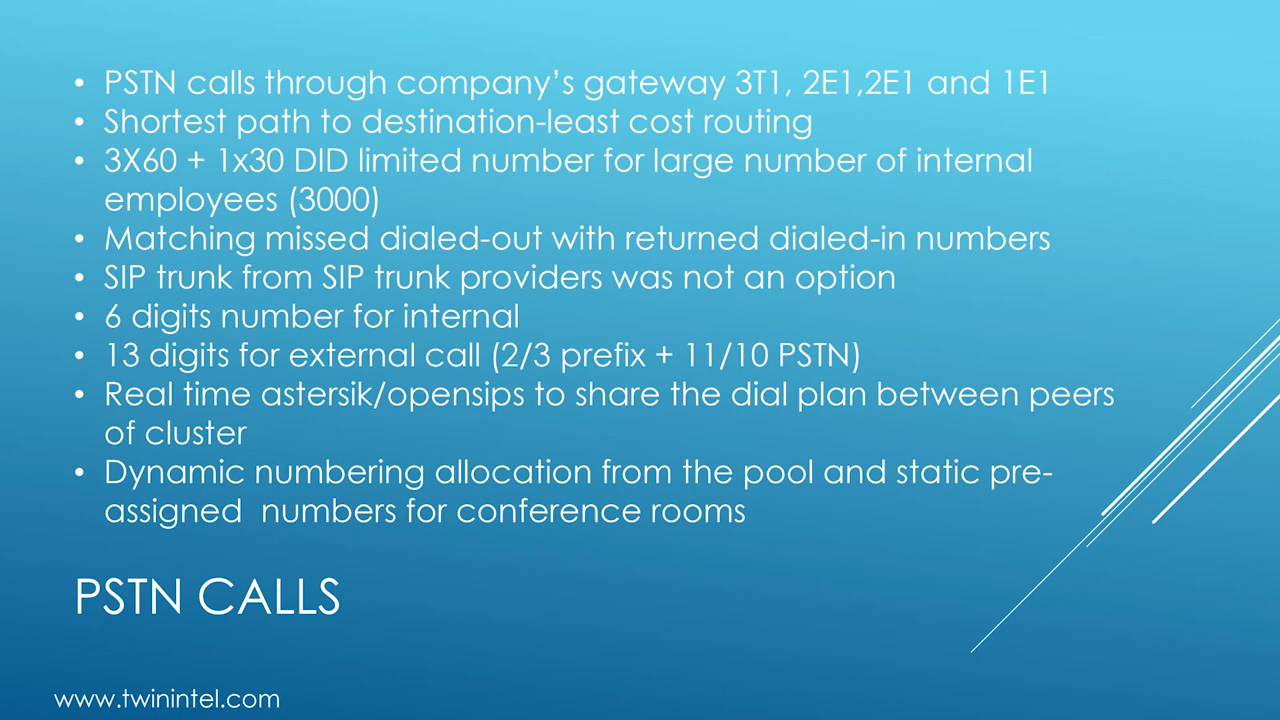 • PSTN calls through company’s gateway 3T1, 2E1,2E1 and 1E1
• Shortest path to destination-least cost routing
• 3X60 + 1x30 DID limited number for large number of internal
employees (3000)
• Matching missed dialed-out with returned dialed-in numbers
• SIP trunk from SIP trunk providers was not an option
• 6 digits number for internal
• 13 digits for external call (2/3 prefix + 11/10 PSTN)
• Real time astersik/opensips to share the dial plan between peers
of cluster
• Dynamic numbering allocation from the pool and static pre-
assigned  numbers for conference rooms
PSTN CALLS
www.twinintel.com